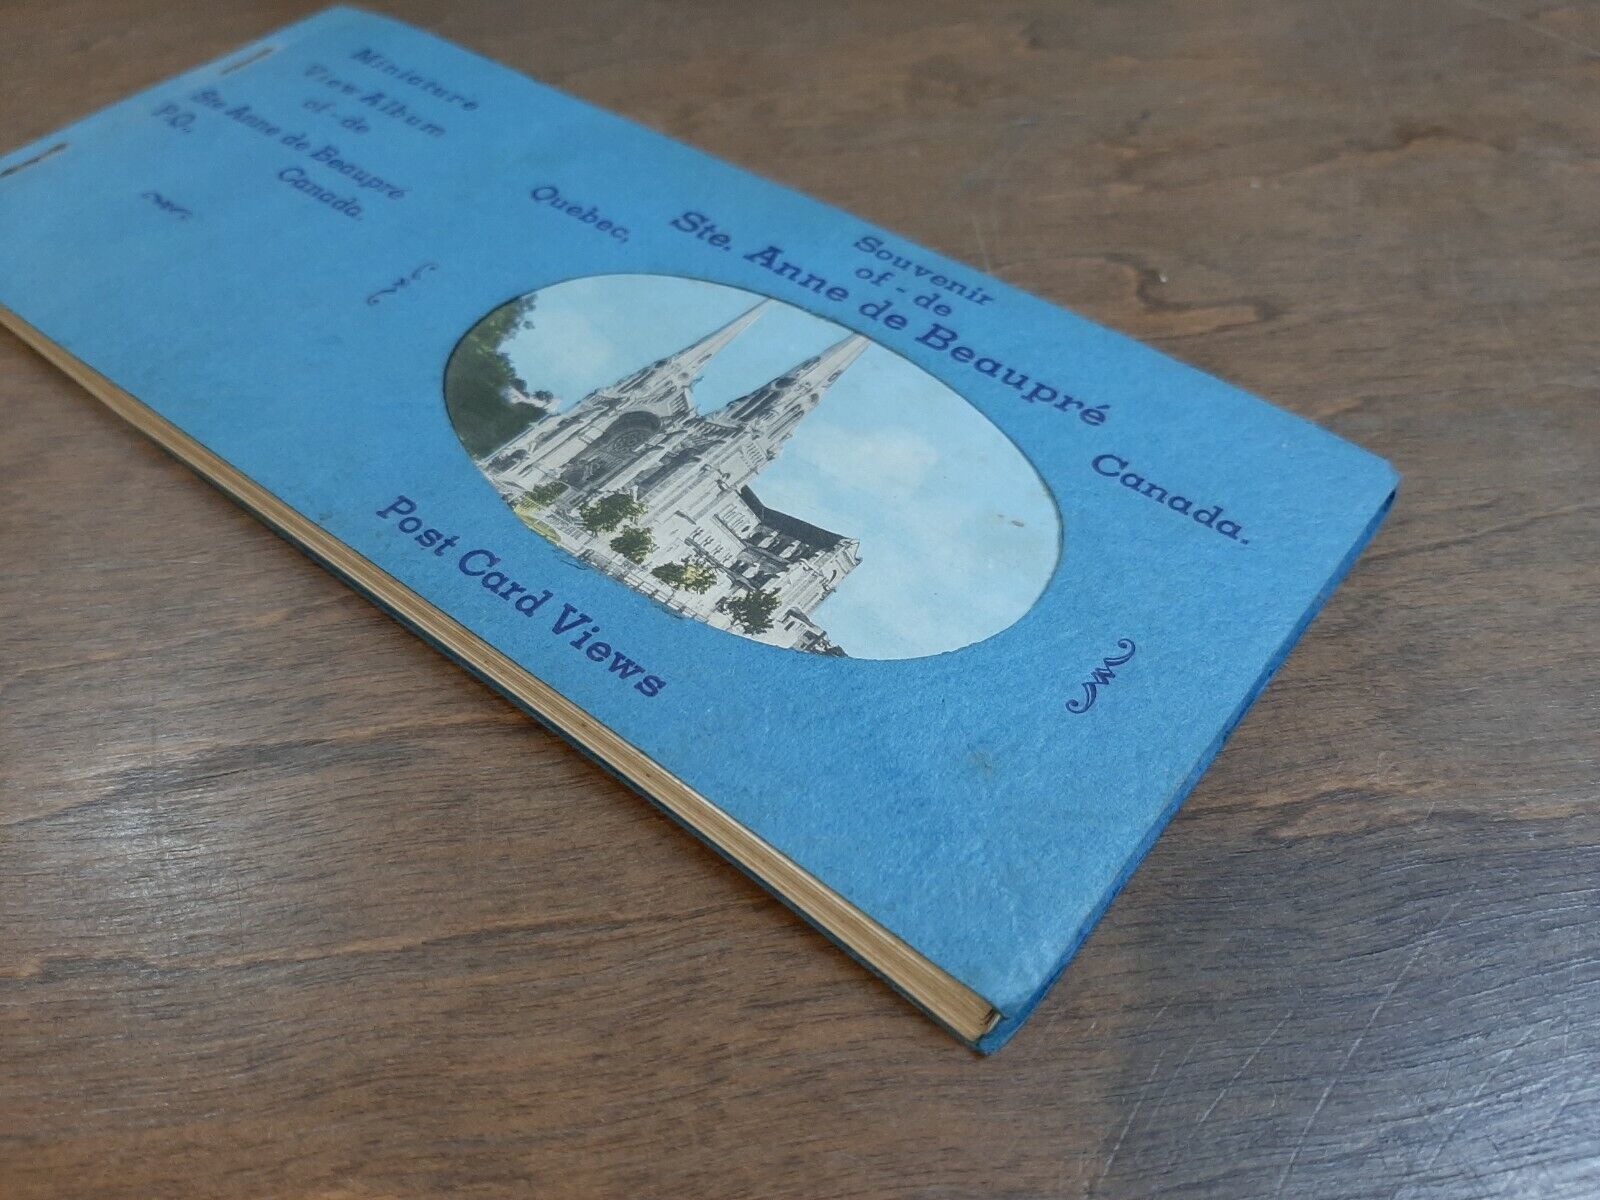 Miniature
View Album
of - de
Ste Anne de Beaupré
P.Q., Canada.
Souvenir
of - de
Ste. Anne de Beaupré
Quebec, Canada.
Post Card Views